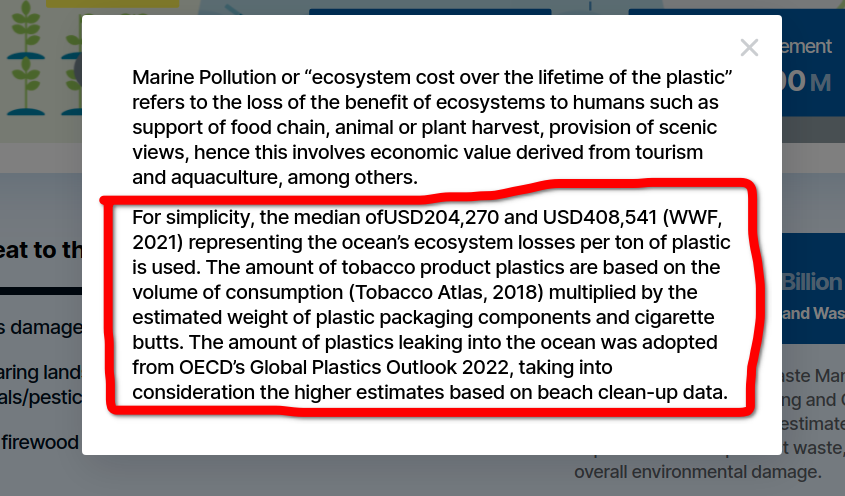 ement
00 M
Marine Pollution or “ecosystem cost over the lifetime of the plastic”
refers to the loss of the benefit of ecosystems to humans such as
support of food chain, animal or plant harvest, provision of scenic
views, hence this involves economic value derived from tourism
and aquaculture, among others.
For simplicity, the median ofUSD204,270 and USD408,541 (WWF,
2021) representing the ocean’s ecosystem losses per ton of plastic
is used. The amount of tobacco product plastics are based on the
volume of consumption (Tobacco Atlas, 2018) multiplied by the
estimated weight of plastic packaging components and cigarette
butts. The amount of plastics leaking into the ocean was adopted
from OECD’s Global Plastics Outlook 2022, taking into
consideration the higher estimates based on beach clean-up data.
eat to th
s damage
aring land
als/pestic
firewood
Billion
and Was
aste Mar
ng and C
estimate
t waste,
overall environmental damage.